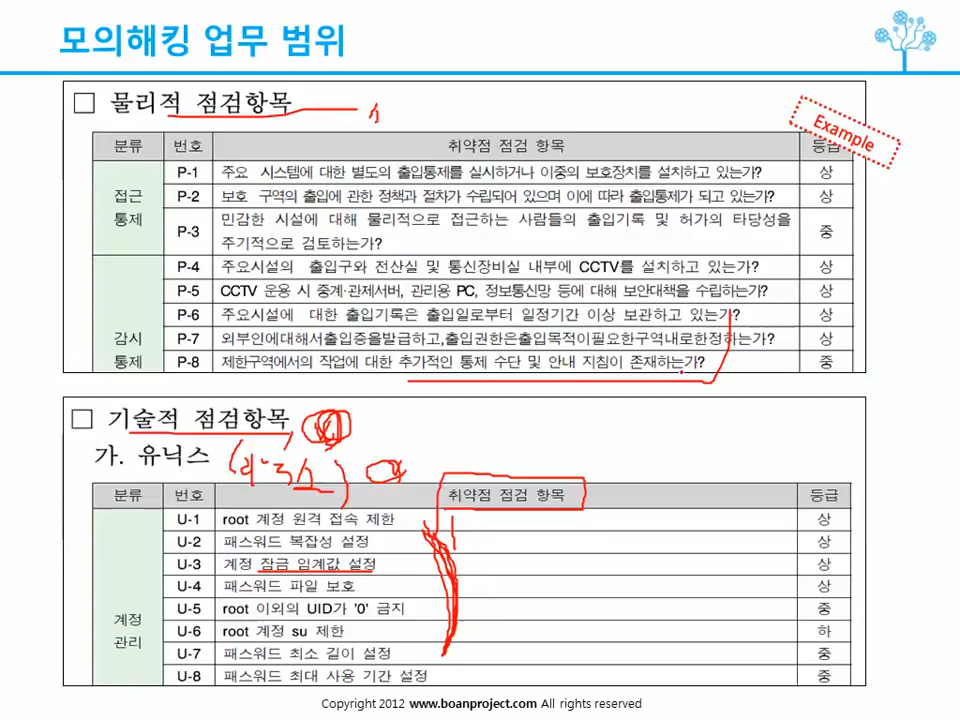 모의해킹 업무 범위
□ 물리적 점검항목
Example
분류 번호 취약점 점검 항목 등급
접근 통제
P-1 주요 시스템에 대한 별도의 출입통제를 실시하거나 이중의 보호장치를 설치하고 있는가? 상
P-2 보호 구역의 출입에 관한 정책과 절차가 수립되어 있으며 이에 따라 출입통제가 되고 있는가? 상
P-3 민감한 시설에 대해 물리적으로 접근하는 사람들의 출입기록 및 허가의 타당성을
주기적으로 검토하는가? 중
감시 통제
P-4 주요시설의 출입구와 전산실 및 통신장비실 내부에 CCTV를 설치하고 있는가? 상
P-5 CCTV 운용 시 중계·관제서버, 관리용 PC, 정보통신망 등에 대해 보안대책을 수립하는가? 상
P-6 주요시설에 대한 출입기록은 출입일로부터 일정기간 이상 보관하고 있는가? 상
P-7 외부인에대해서출입증을발급하고,출입권한은출입목적이필요한구역내로한정하는가? 상
P-8 제한구역에서의 작업에 대한 추가적인 통제 수단 및 안내 지침이 존재하는가? 중
□ 기술적 점검항목
가. 유닉스
(리눅스)
분류 번호 취약점 점검 항목 등급
계정 관리
U-1 root 계정 원격 접속 제한 상
U-2 패스워드 복잡성 설정 상
U-3 계정 잠금 임계값 설정 상
U-4 패스워드 파일 보호 상
U-5 root 이외의 UID가 '0' 금지 중
U-6 root 계정 su 제한 하
U-7 패스워드 최소 길이 설정 중
U-8 패스워드 최대 사용 기간 설정 중
Copyright 2012 www.boanproject.com All rights reserved